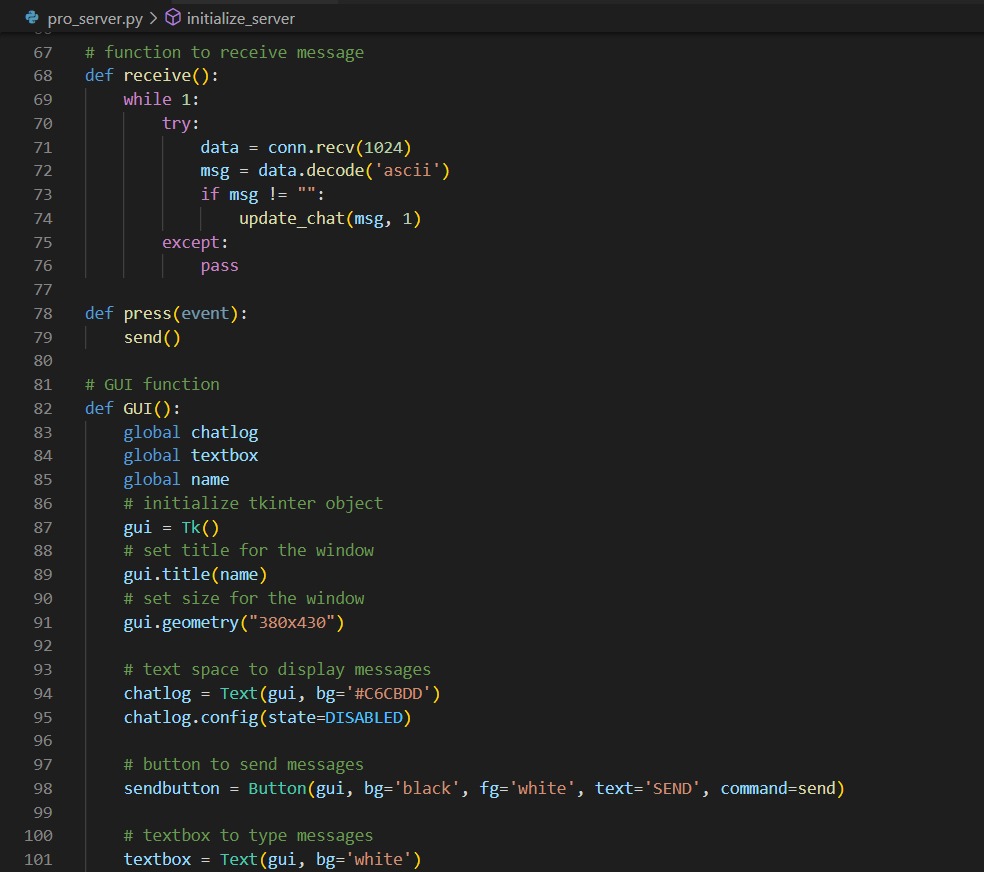 pro_server.py > initialize_server
67 # function to receive message
68 def receive():
69     while 1:
70         try:
71             data = conn.recv(1024)
72             msg = data.decode('ascii')
73             if msg != "":
74                 update_chat(msg, 1)
75         except:
76             pass
77
78 def press(event):
79     send()
80
81 # GUI function
82 def GUI():
83     global chatlog
84     global textbox
85     global name
86     # initialize tkinter object
87     gui = Tk()
88     # set title for the window
89     gui.title(name)
90     # set size for the window
91     gui.geometry("380x430")
92
93     # text space to display messages
94     chatlog = Text(gui, bg='#C6CBDD')
95     chatlog.config(state=DISABLED)
96
97     # button to send messages
98     sendbutton = Button(gui, bg='black', fg='white', text='SEND', command=send)
99
100     # textbox to type messages
101     textbox = Text(gui, bg='white')